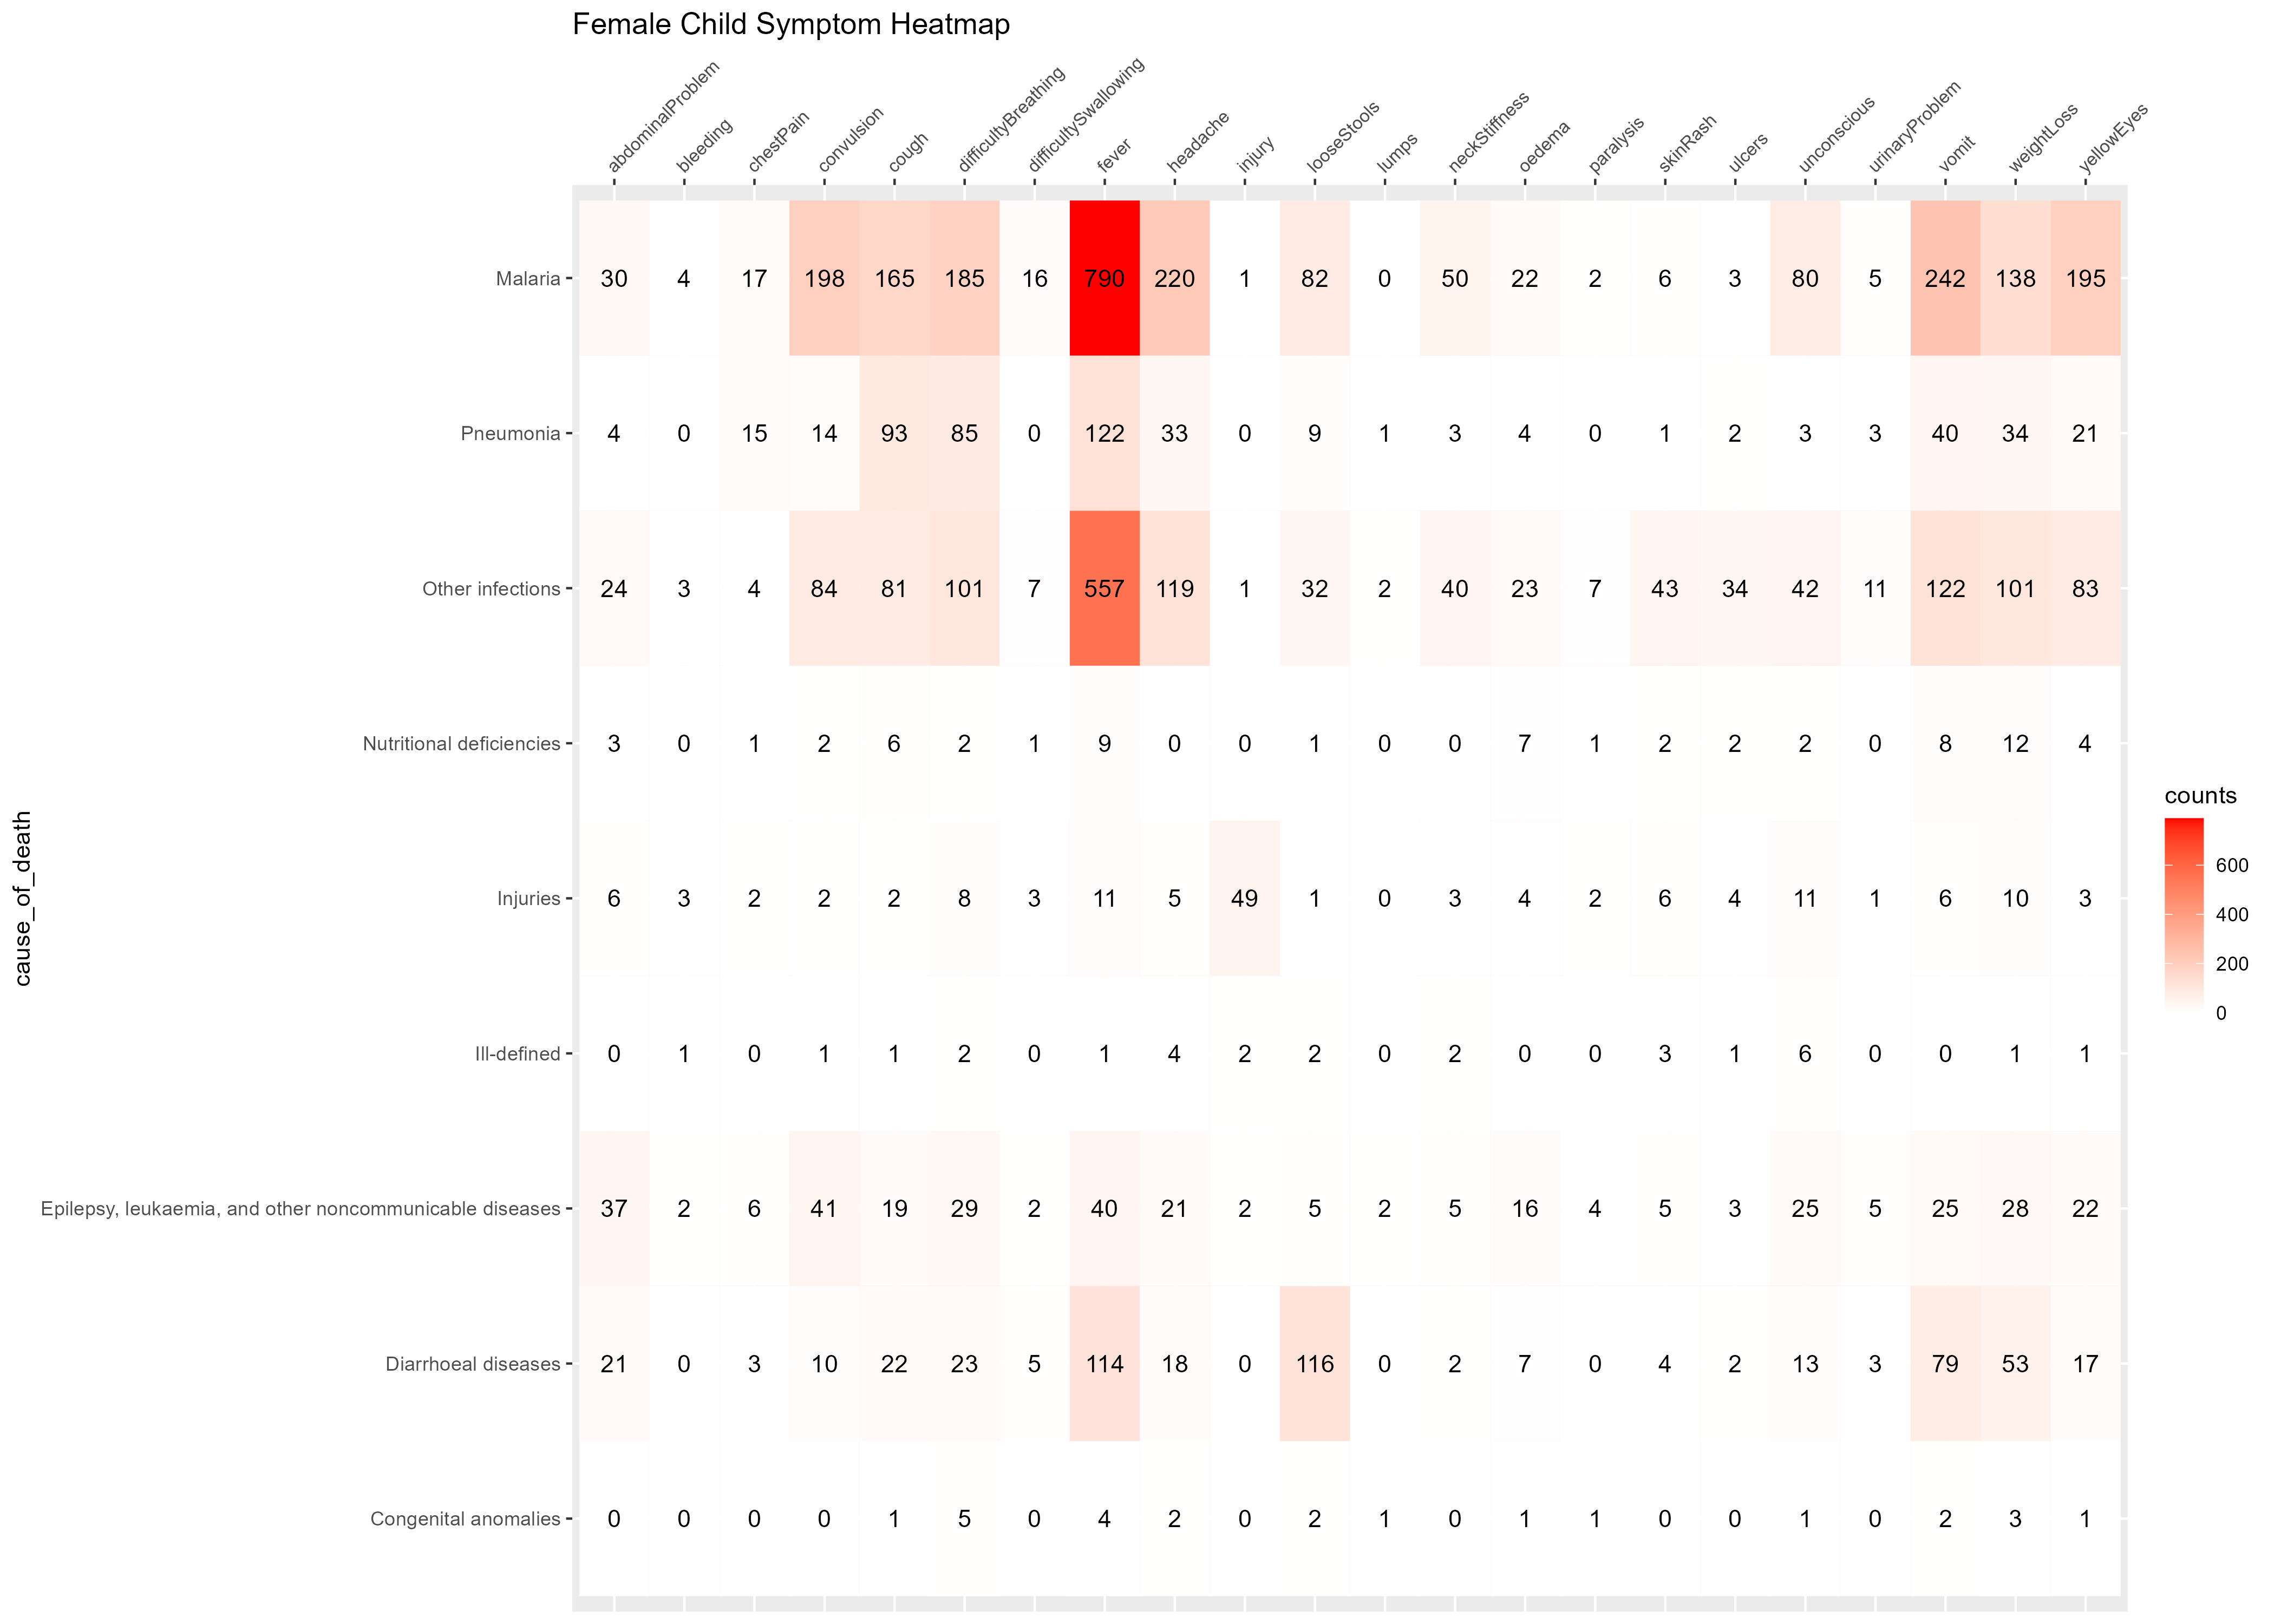 Female Child Symptom Heatmap
abdominalProblem bleeding chestPain convulsion cough difficultyBreathing difficultySwallowing fever headache injury looseStools lumps neckStiffness oedema paralysis skinRash ulcers unconscious urinaryProblem vomit weightLoss yellowEyes
Malaria 30 4 17 198 165 185 16 790 220 1 82 0 50 22 2 6 3 80 5 242 138 195
Pneumonia 4 0 15 14 93 85 0 122 33 0 9 1 3 4 0 1 2 3 3 40 34 21
Other infections 24 3 4 84 81 101 7 557 119 1 32 2 40 23 7 43 34 42 11 122 101 83
Nutritional deficiencies 3 0 1 2 6 2 1 9 0 0 1 0 0 7 1 2 2 2 0 8 12 4
Injuries 6 3 2 2 2 8 3 11 5 49 1 0 3 4 2 6 4 11 1 6 10 3
Ill-defined 0 1 0 1 1 2 0 1 4 2 2 0 2 0 0 3 1 6 0 0 1 1
Epilepsy, leukaemia, and other noncommunicable diseases 37 2 6 41 19 29 2 40 21 2 5 2 5 16 4 5 3 25 5 25 28 22
Diarrhoeal diseases 21 0 3 10 22 23 5 114 18 0 116 0 2 7 0 4 2 13 3 79 53 17
Congenital anomalies 0 0 0 0 1 5 0 4 2 0 2 1 0 1 1 0 0 1 0 2 3 1
cause_of_death
counts
600
400
200
0